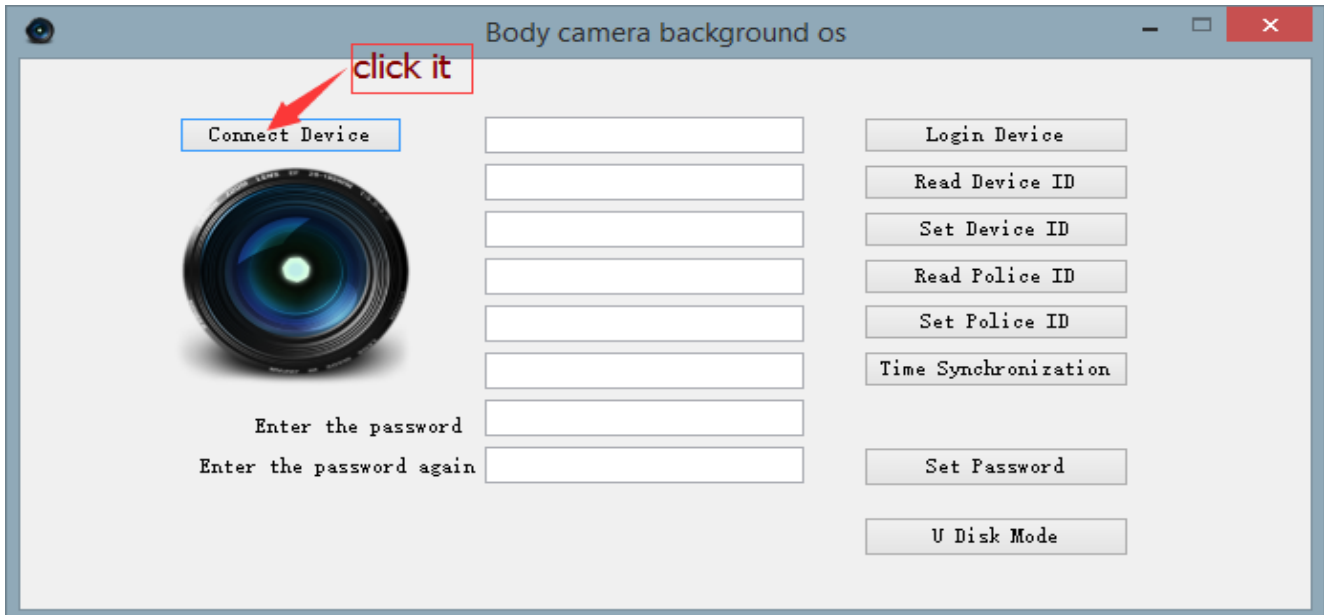 Body camera background os
click it
Connect Device
Login Device
Read Device ID
Set Device ID
Read Police ID
Set Police ID
Time Synchronization
Enter the password
Enter the password again
Set Password
U Disk Mode